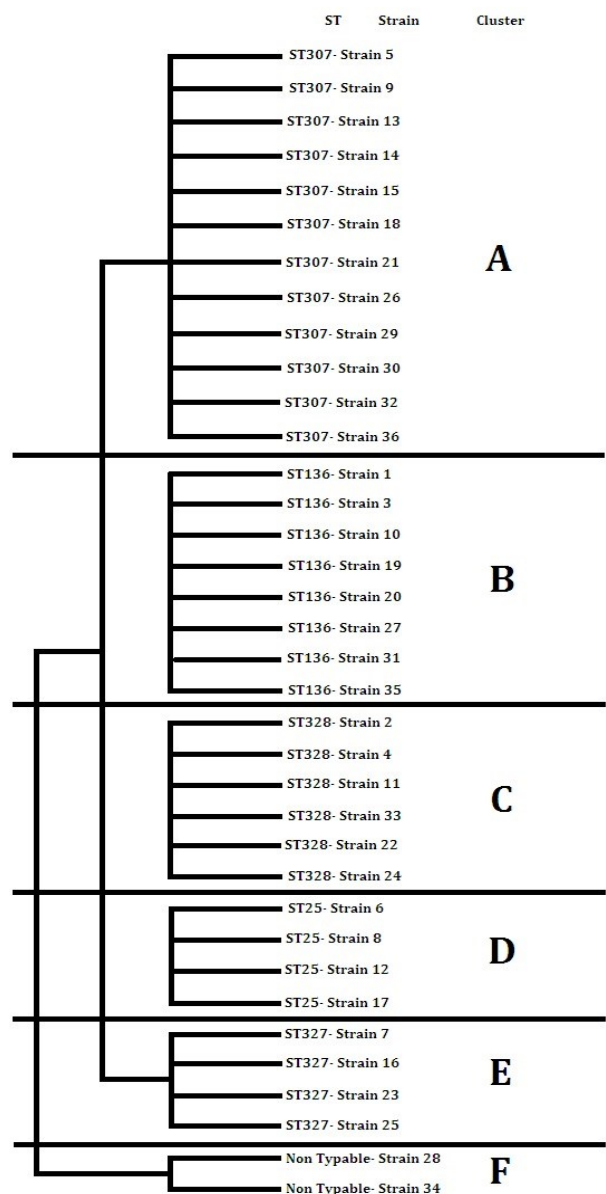 ST Strain Cluster
ST307- Strain 5
ST307- Strain 9
ST307- Strain 13
ST307- Strain 14
ST307- Strain 15
ST307- Strain 18
ST307- Strain 21
A
ST307- Strain 26
ST307- Strain 29
ST307- Strain 30
ST307- Strain 32
ST307- Strain 36
ST136- Strain 1
ST136- Strain 3
ST136- Strain 10
ST136- Strain 19
B
ST136- Strain 20
ST136- Strain 27
ST136- Strain 31
ST136- Strain 35
ST328- Strain 2
ST328- Strain 4
ST328- Strain 11
C
ST328- Strain 33
ST328- Strain 22
ST328- Strain 24
ST25- Strain 6
ST25- Strain 8
D
ST25- Strain 12
ST25- Strain 17
ST327- Strain 7
ST327- Strain 16
E
ST327- Strain 23
ST327- Strain 25
Non Typable- Strain 28
F
Non Typable- Strain 34